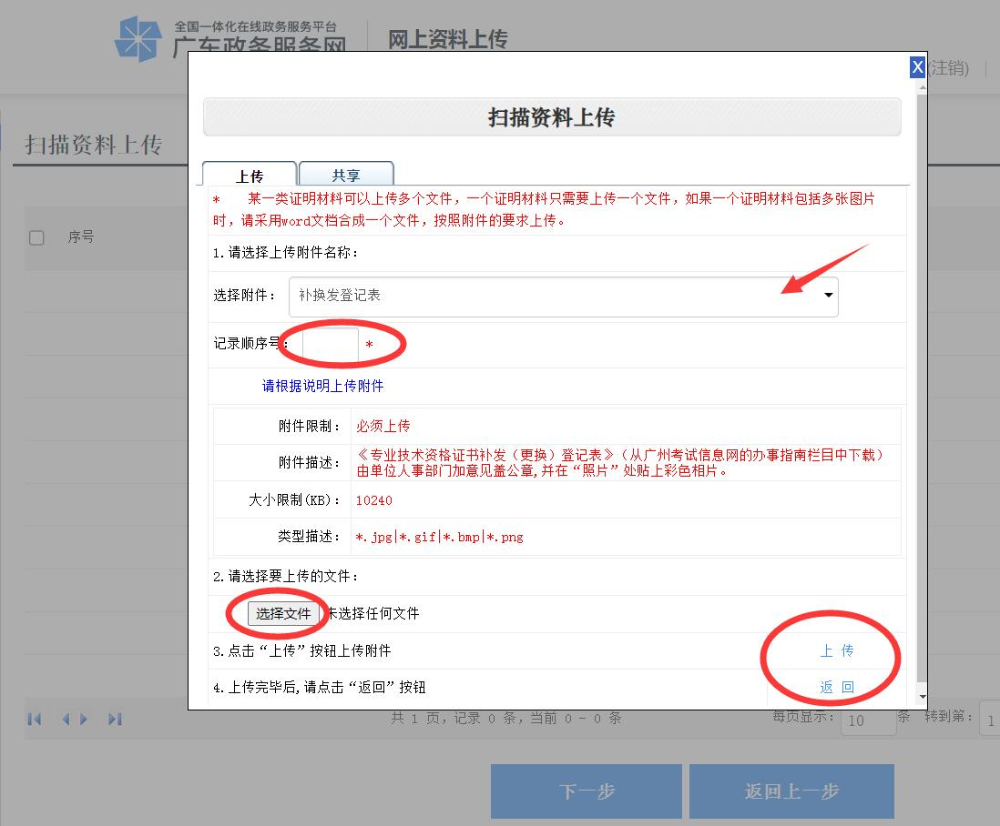 全国一体化在线政务服务平台
广东政务服务网
网上资料上传
X
(注销)
扫描资料上传
扫描资料上传
上传
共享
序号
* 某一类证明材料可以上传多个文件，一个证明材料只需要上传一个文件，如果一个证明材料包括多张图片
时，请采用word文档合成一个文件，按照附件的要求上传。
1.请选择上传附件名称：
选择附件：
补换发登记表
记录顺序号：
*
请根据说明上传附件
附件限制：
必须上传
附件描述：
《专业技术资格证书补发（更换）登记表》（从广州考试信息网的办事指南栏目中下载）
由单位人事部门加意见盖公章,并在“照片”处贴上彩色相片。
大小限制(KB)：
10240
类型描述：
*.jpg|*.gif|*.bmp|*.png
2.请选择要上传的文件：
选择文件
未选择任何文件
3.点击“上传”按钮上传附件
上 传
4.上传完毕后,请点击“返回”按钮
返 回
共 1 页，记录 0 条，当前 0 - 0 条
每页显示：
10
条
转到第：
1
下一步
返回上一步